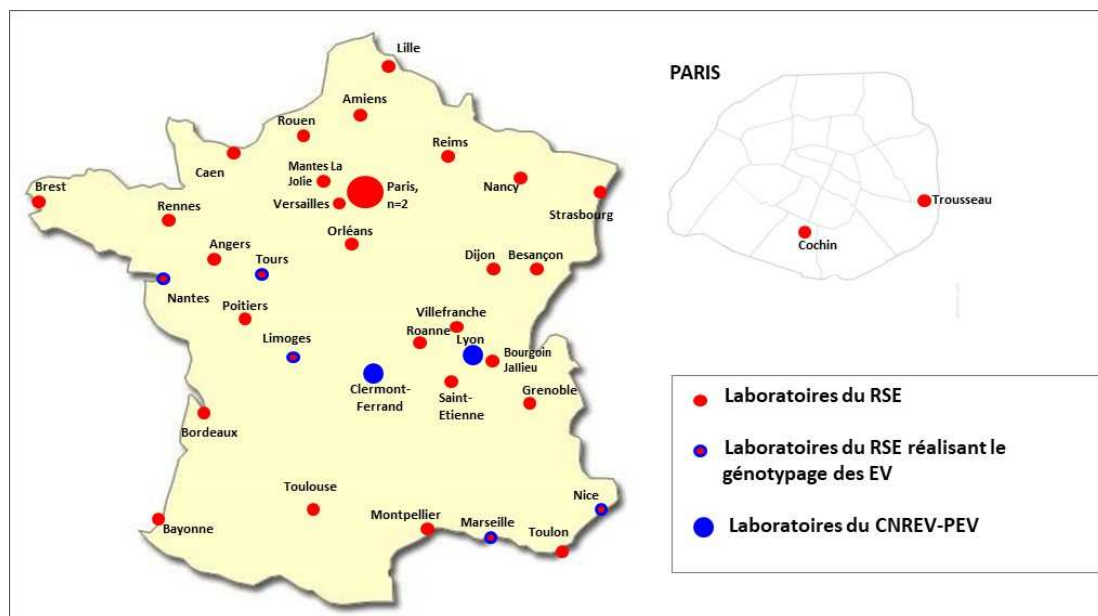 Lille
Amiens
Rouen
Reims
Caen
Mantes La
Jolie
Paris,
n=2
Nancy
Brest
Rennes
Versailles
Strasbourg
Orléans
Angers
Tours
Dijon
Besançon
Nantes
Poitiers
Villefranche
Roanne
Lyon
Limoges
Bourgoin
Jallieu
Clermont-
Ferrand
Saint-
Etienne
Grenoble
Bordeaux
Toulouse
Nice
Bayonne
Montpellier
Marseille
Toulon
PARIS
Trousseau
Cochin
Laboratoires du RSE
Laboratoires du RSE réalisant le
génotypage des EV
Laboratoires du CNREV-PEV